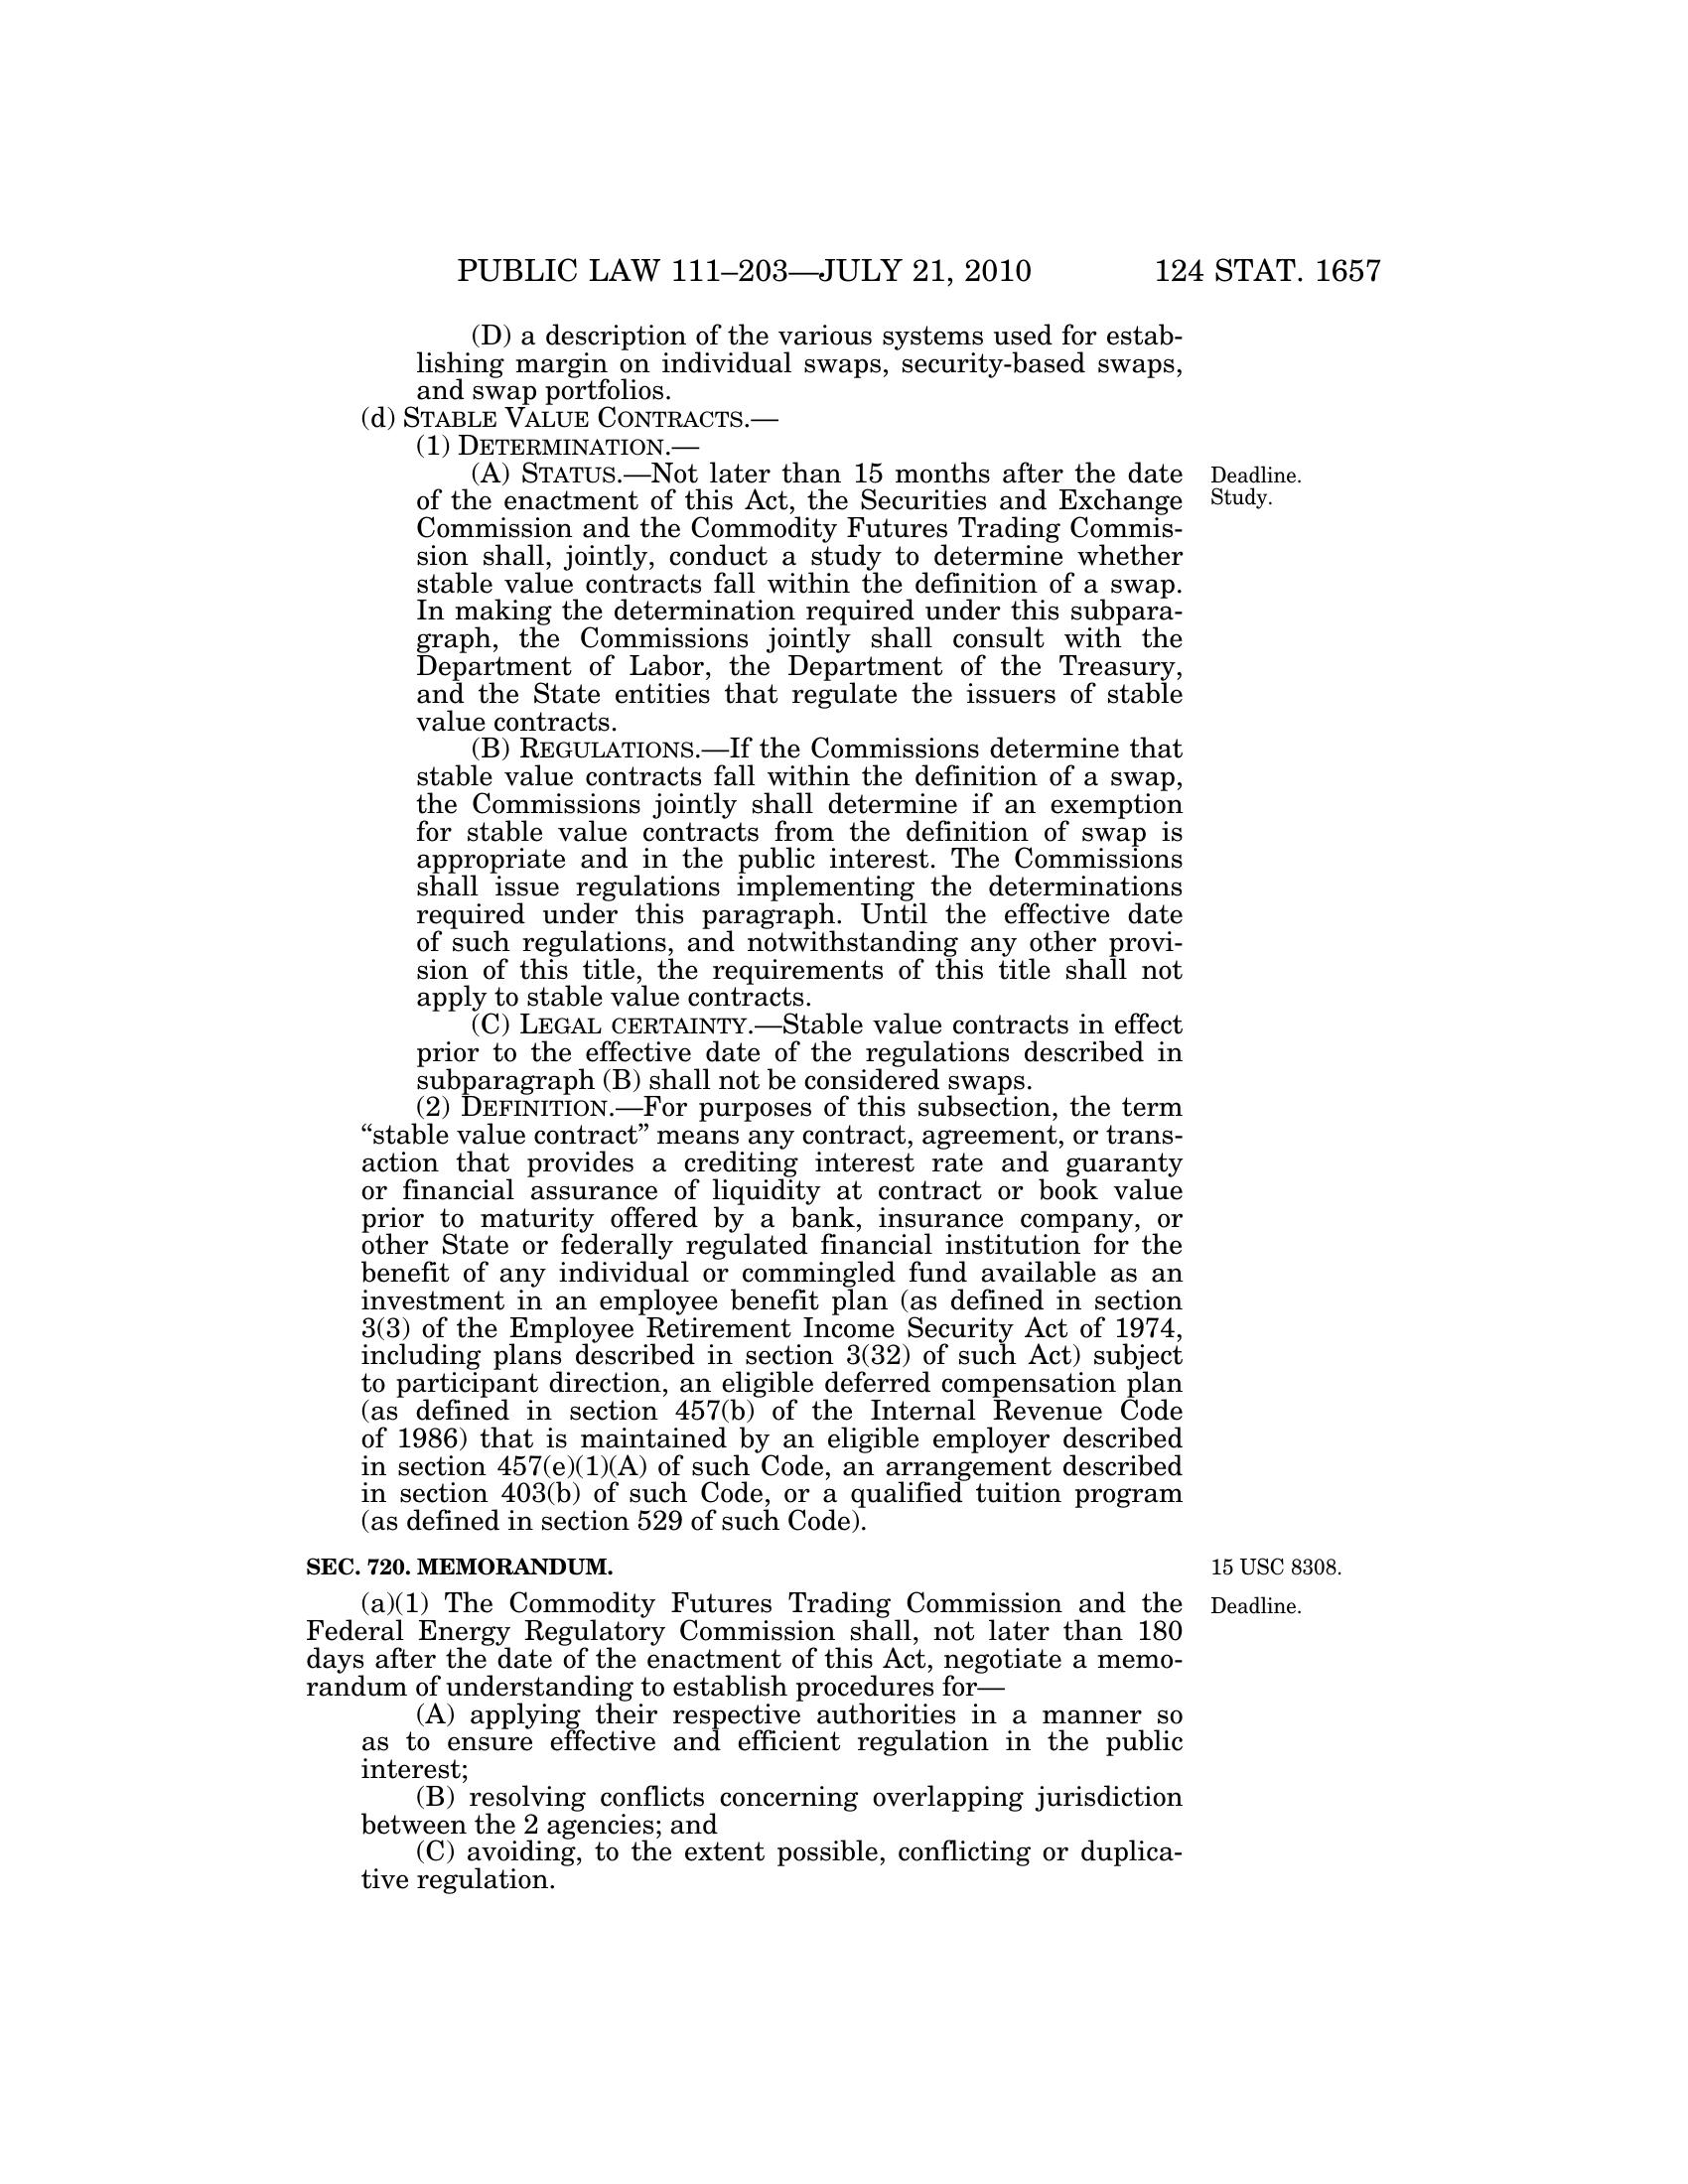 PUBLIC LAW 111–203—JULY 21, 2010 124 STAT. 1657
(D) a description of the various systems used for estab-
lishing margin on individual swaps, security-based swaps,
and swap portfolios.
(d) STABLE VALUE CONTRACTS.—
(1) DETERMINATION.—
(A) STATUS.—Not later than 15 months after the date
of the enactment of this Act, the Securities and Exchange
Commission and the Commodity Futures Trading Commis-
sion shall, jointly, conduct a study to determine whether
stable value contracts fall within the definition of a swap.
In making the determination required under this subpara-
graph, the Commissions jointly shall consult with the
Department of Labor, the Department of the Treasury,
and the State entities that regulate the issuers of stable
value contracts.
Deadline.
Study.
(B) REGULATIONS.—If the Commissions determine that
stable value contracts fall within the definition of a swap,
the Commissions jointly shall determine if an exemption
for stable value contracts from the definition of swap is
appropriate and in the public interest. The Commissions
shall issue regulations implementing the determinations
required under this paragraph. Until the effective date
of such regulations, and notwithstanding any other provi-
sion of this title, the requirements of this title shall not
apply to stable value contracts.
(C) LEGAL CERTAINTY.—Stable value contracts in effect
prior to the effective date of the regulations described in
subparagraph (B) shall not be considered swaps.
(2) DEFINITION.—For purposes of this subsection, the term
“stable value contract” means any contract, agreement, or trans-
action that provides a crediting interest rate and guaranty
or financial assurance of liquidity at contract or book value
prior to maturity offered by a bank, insurance company, or
other State or federally regulated financial institution for the
benefit of any individual or commingled fund available as an
investment in an employee benefit plan (as defined in section
3(3) of the Employee Retirement Income Security Act of 1974,
including plans described in section 3(32) of such Act) subject
to participant direction, an eligible deferred compensation plan
(as defined in section 457(b) of the Internal Revenue Code
of 1986) that is maintained by an eligible employer described
in section 457(e)(1)(A) of such Code, an arrangement described
in section 403(b) of such Code, or a qualified tuition program
(as defined in section 529 of such Code).
SEC. 720. MEMORANDUM.
15 USC 8308.
(a)(1) The Commodity Futures Trading Commission and the
Federal Energy Regulatory Commission shall, not later than 180
days after the date of the enactment of this Act, negotiate a memo-
randum of understanding to establish procedures for—
Deadline.
(A) applying their respective authorities in a manner so
as to ensure effective and efficient regulation in the public
interest;
(B) resolving conflicts concerning overlapping jurisdiction
between the 2 agencies; and
(C) avoiding, to the extent possible, conflicting or duplica-
tive regulation.